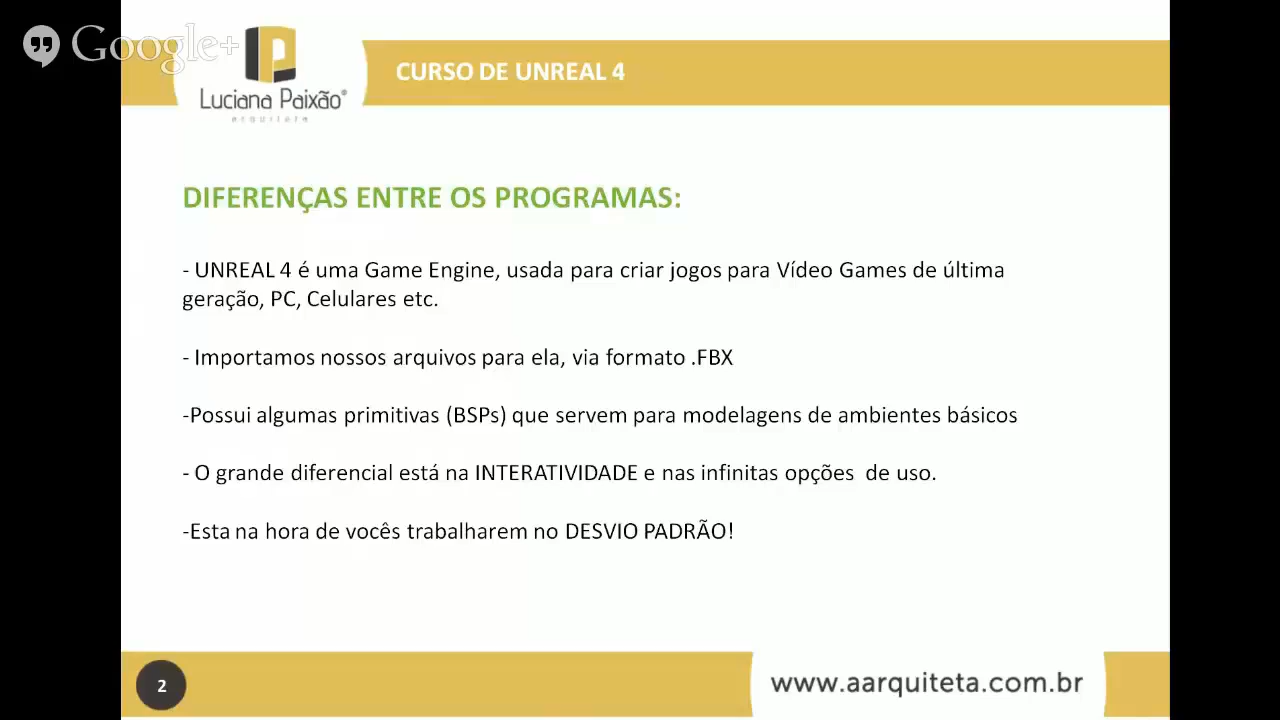 Google+
Luciana Paixão®
arquiteta
CURSO DE UNREAL 4
DIFERENÇAS ENTRE OS PROGRAMAS:
- UNREAL 4 é uma Game Engine, usada para criar jogos para Vídeo Games de última
geração, PC, Celulares etc.
- Importamos nossos arquivos para ela, via formato .FBX
-Possui algumas primitivas (BSPs) que servem para modelagens de ambientes básicos
- O grande diferencial está na INTERATIVIDADE e nas infinitas opções  de uso.
-Esta na hora de vocês trabalharem no DESVIO PADRÃO!
2
www.aarquiteta.com.br